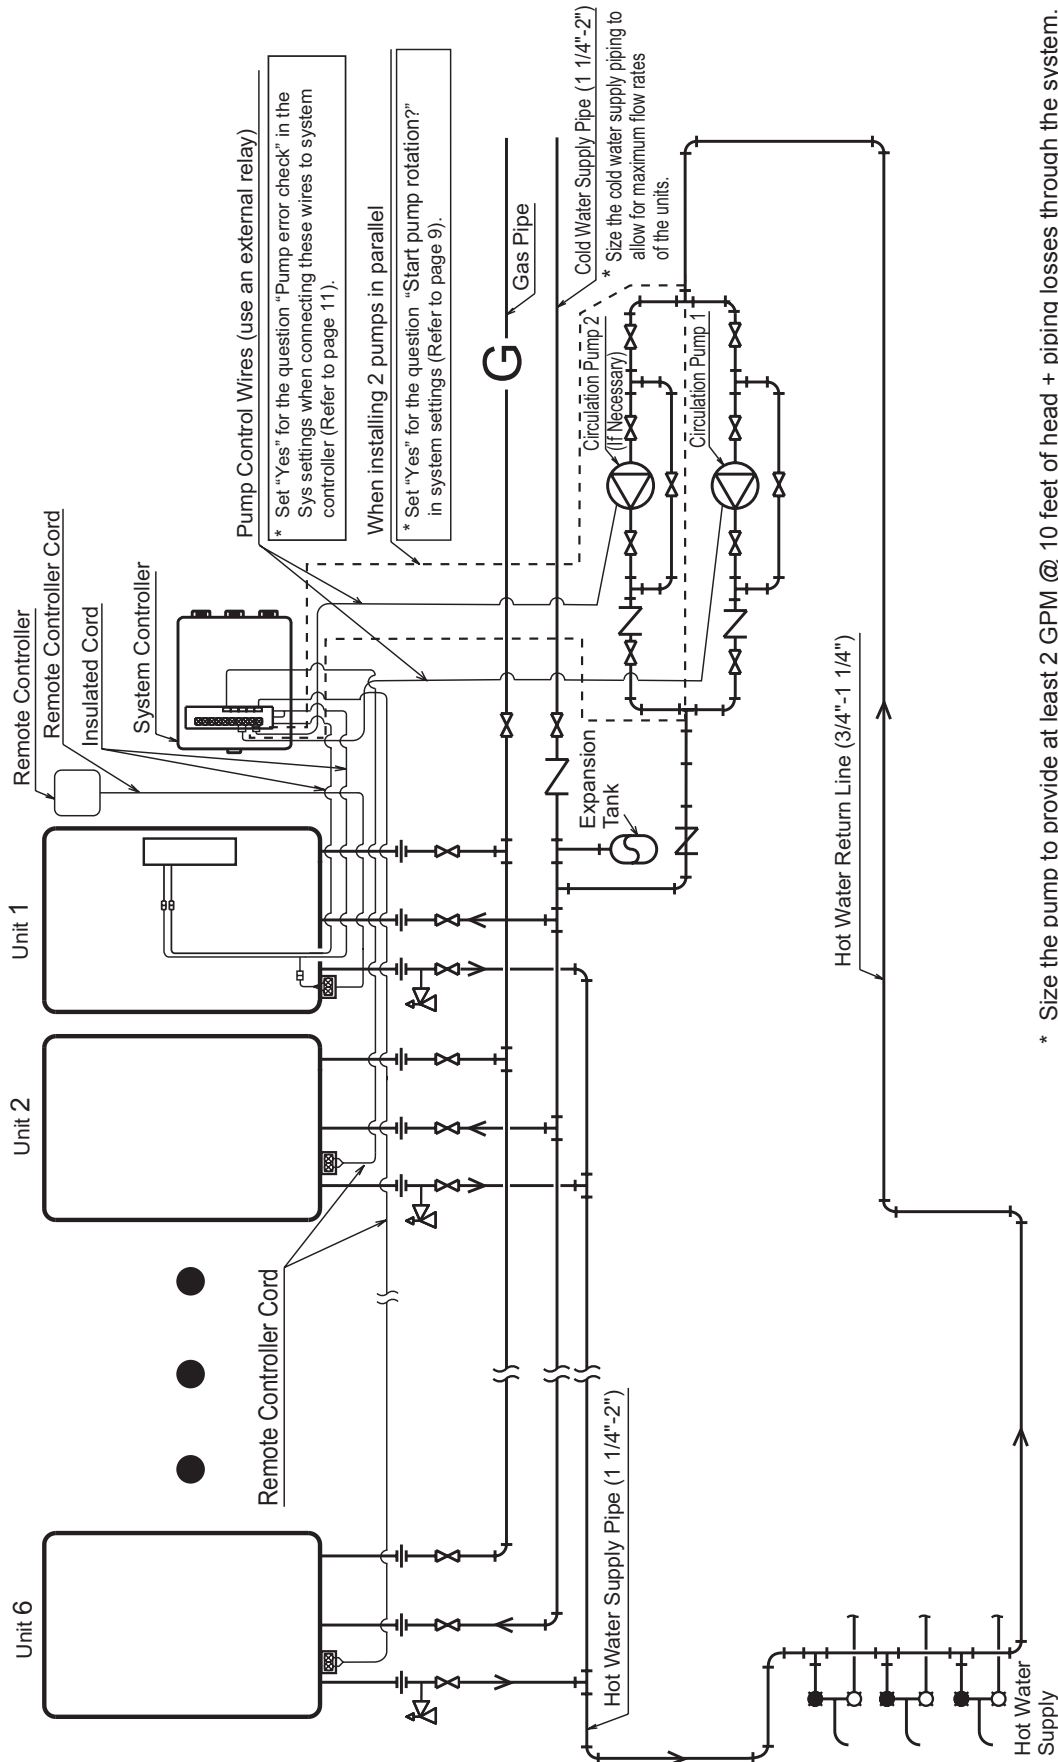 Remote Controller
Remote Controller Cord
Insulated Cord
System Controller
Pump Control Wires (use an external relay)
* Set "Yes" for the question "Pump error check" in the
Sys settings when connecting these wires to system
controller (Refer to page 11).
When installing 2 pumps in parallel
* Set "Yes" for the question "Start pump rotation?"
in system settings (Refer to page 9).
Unit 6
Unit 2
Unit 1
Remote Controller Cord
G
Gas Pipe
Cold Water Supply Pipe (1 1/4"-2")
* Size the cold water supply piping to
allow for maximum flow rates
of the units.
Expansion
Tank
Circulation Pump 2
(If Necessary)
Circulation Pump 1
Hot Water Supply Pipe (1 1/4"-2")
Hot Water Return Line (3/4"-1 1/4")
Hot Water
Supply
* Size the pump to provide at least 2 GPM @ 10 feet of head + piping losses through the system.